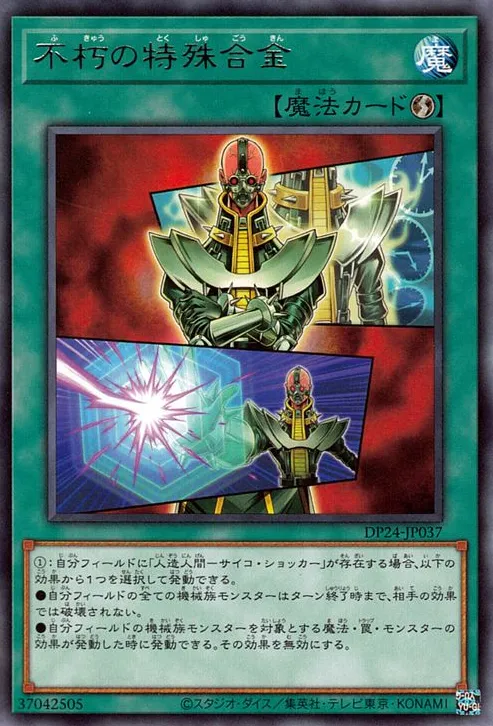 不朽の特殊合金
【魔法カード】
DP24-JP037
①:自分フィールドに「人造人間-サイコ・ショッカー」が存在する場合、以下の
効果から1つを選択して発動できる。
●自分フィールドの全ての機械族モンスターはターン終了時まで、相手の効果
では破壊されない。
●自分フィールドの機械族モンスターを対象とする魔法・罠・モンスターの
効果が発動した時に発動できる。その効果を無効にする。
37042505
©スタジオ・ダイス/集英社・テレビ東京・KONAMI